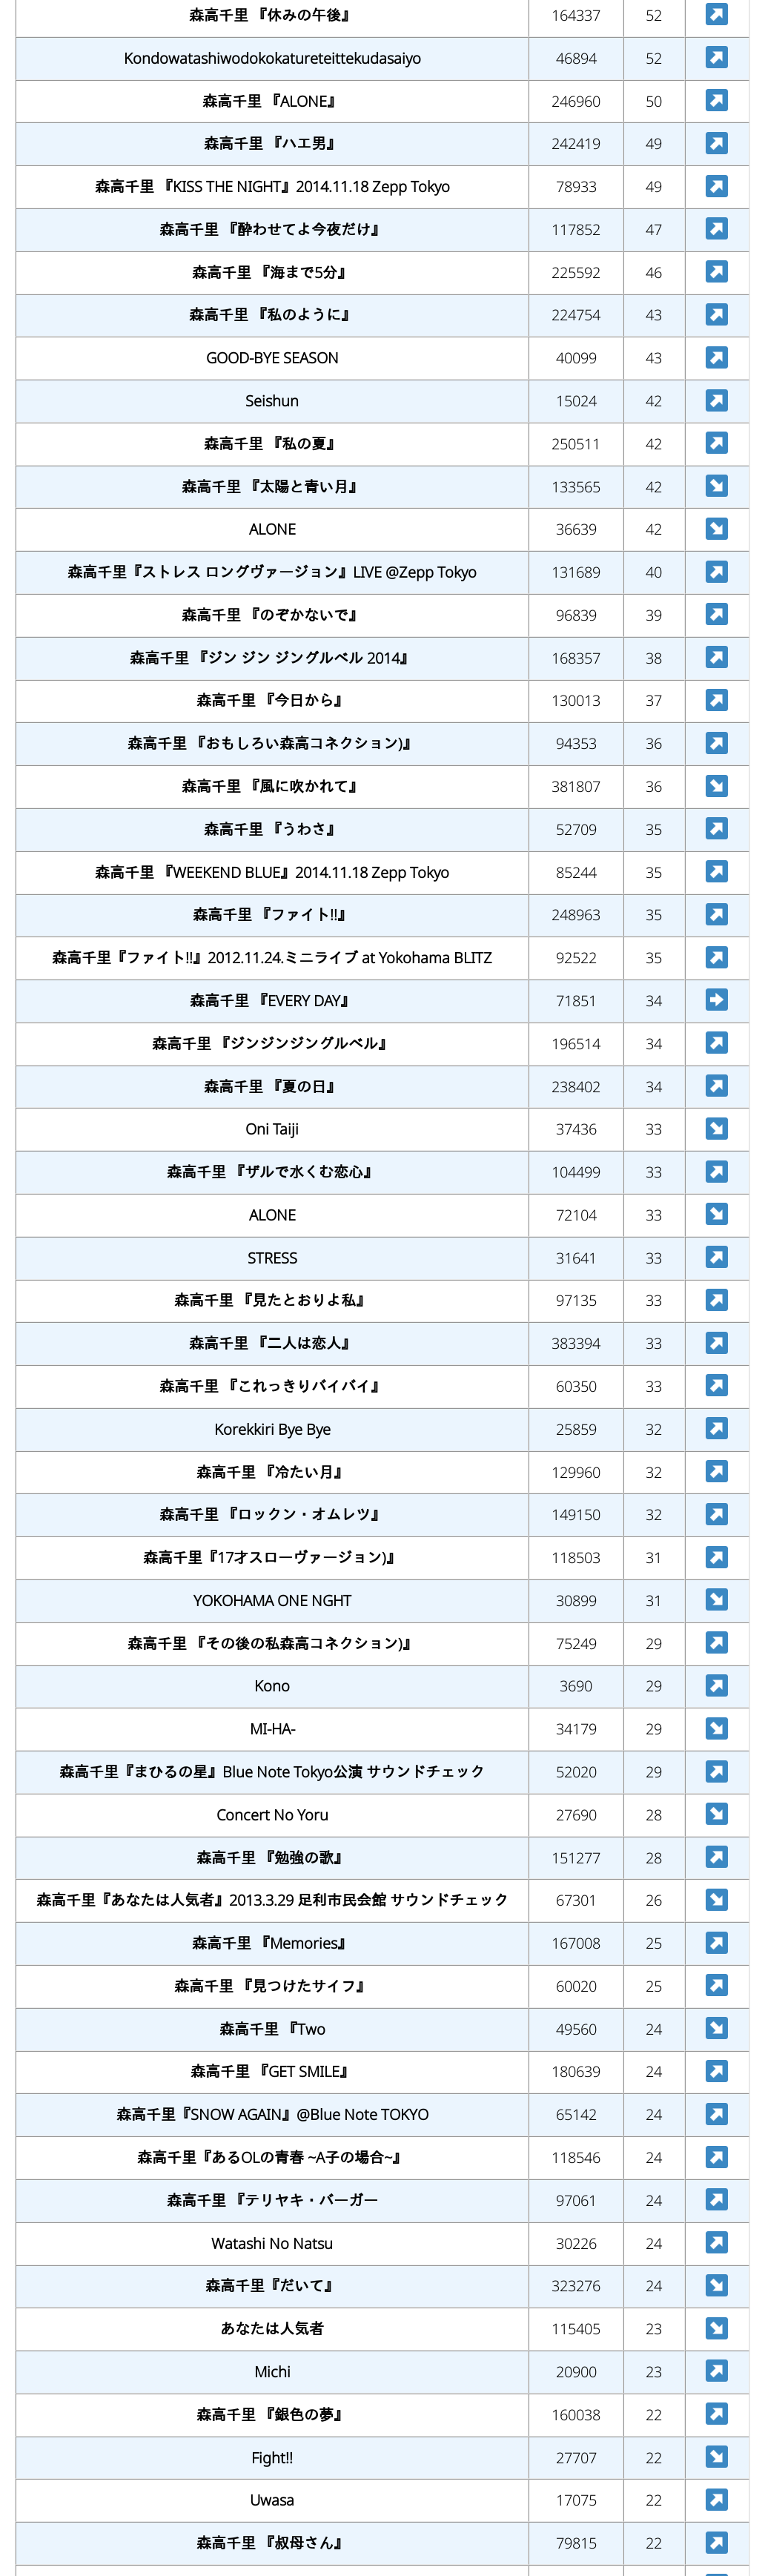 森高千里 『休みの午後』 164337 52
Kondowatashiwodokokatureteittekudasaiyo 46894 52
森高千里 『ALONE』 246960 50
森高千里 『ハエ男』 242419 49
森高千里 『KISS THE NIGHT』2014.11.18 Zepp Tokyo 78933 49
森高千里 『酔わせてよ今夜だけ』 117852 47
森高千里 『海まで5分』 225592 46
森高千里 『私のように』 224754 43
GOOD-BYE SEASON 40099 43
Seishun 15024 42
森高千里 『私の夏』 250511 42
森高千里 『太陽と青い月』 133565 42
ALONE 36639 42
森高千里『ストレス ロングヴァージョン』LIVE @Zepp Tokyo 131689 40
森高千里 『のぞかないで』 96839 39
森高千里 『ジン ジン ジングルベル 2014』 168357 38
森高千里 『今日から』 130013 37
森高千里 『おもしろい森高コネクション)』 94353 36
森高千里 『風に吹かれて』 381807 36
森高千里 『うわさ』 52709 35
森高千里 『WEEKEND BLUE』2014.11.18 Zepp Tokyo 85244 35
森高千里 『ファイト!!』 248963 35
森高千里『ファイト!!』2012.11.24.ミニライブ at Yokohama BLITZ 92522 35
森高千里 『EVERY DAY』 71851 34
森高千里 『ジンジンジングルベル』 196514 34
森高千里 『夏の日』 238402 34
Oni Taiji 37436 33
森高千里 『ザルで水くむ恋心』 104499 33
ALONE 72104 33
STRESS 31641 33
森高千里 『見たとおりよ私』 97135 33
森高千里 『二人は恋人』 383394 33
森高千里 『これっきりバイバイ』 60350 33
Korekkiri Bye Bye 25859 32
森高千里 『冷たい月』 129960 32
森高千里 『ロックン・オムレツ』 149150 32
森高千里『17才スローヴァージョン)』 118503 31
YOKOHAMA ONE NGHT 30899 31
森高千里 『その後の私森高コネクション)』 75249 29
Kono 3690 29
MI-HA- 34179 29
森高千里『まひるの星』Blue Note Tokyo公演 サウンドチェック 52020 29
Concert No Yoru 27690 28
森高千里 『勉強の歌』 151277 28
森高千里『あなたは人気者』2013.3.29 足利市民会館 サウンドチェック 67301 26
森高千里 『Memories』 167008 25
森高千里 『見つけたサイフ』 60020 25
森高千里 『Two 49560 24
森高千里 『GET SMILE』 180639 24
森高千里『SNOW AGAIN』@Blue Note TOKYO 65142 24
森高千里『あるOLの青春 ~A子の場合~』 118546 24
森高千里 『テリヤキ・バーガー 97061 24
Watashi No Natsu 30226 24
森高千里『だいて』 323276 24
あなたは人気者 115405 23
Michi 20900 23
森高千里 『銀色の夢』 160038 22
Fight!! 27707 22
Uwasa 17075 22
森高千里 『叔母さん』 79815 22